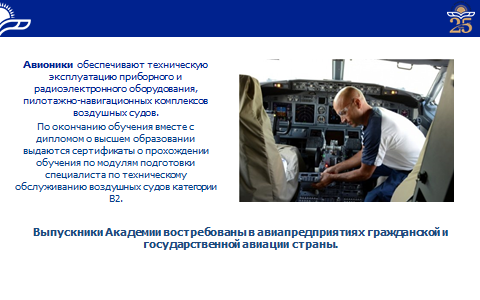 25
Авионики обеспечивают техническую
эксплуатацию приборного и
радиоэлектронного оборудования,
пилотажно-навигационных комплексов
воздушных судов.
По окончанию обучения вместе с
дипломом о высшем образовании
выдаются сертификаты о прохождении
обучения по модулям подготовки
специалиста по техническому
обслуживанию воздушных судов категории
B2.
Выпускники Академии востребованы в авиапредприятиях гражданской и
государственной авиации страны.